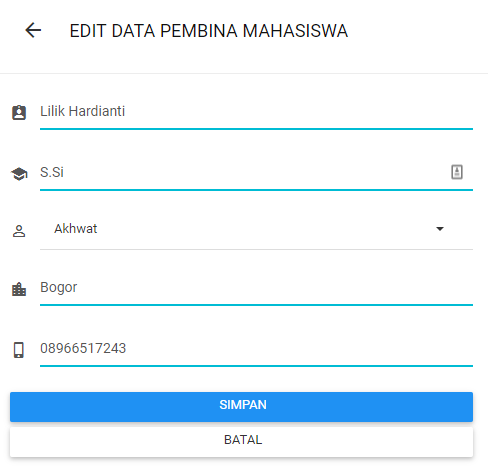 EDIT DATA PEMBINA MAHASISWA
Lilik Hardianti
S.Si
Akhwat
Bogor
08966517243
SIMPAN
BATAL